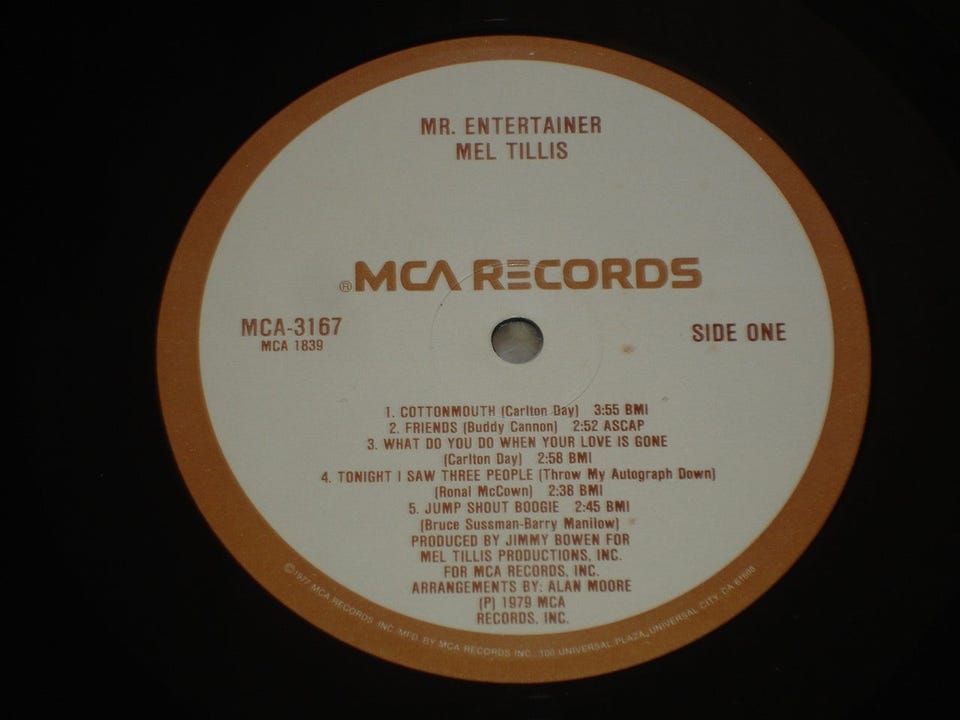 MR. ENTERTAINER
MEL TILLIS
®MCA RECORDS
MCA-3167
MCA 1839
SIDE ONE
1. COTTONMOUTH (Carlton Day) 3:55 BMI
2. FRIENDS (Buddy Cannon) 2:52 ASCAP
3. WHAT DO YOU DO WHEN YOUR LOVE IS GONE
(Carlton Day) 2:58 BMI
4. TONIGHT I SAW THREE PEOPLE (Throw My Autograph Down)
(Ronal McCown) 2:38 BMI
5. JUMP SHOUT BOOGIE 2:45 BMI
(Bruce Sussman-Barry Manilow)
PRODUCED BY JIMMY BOWEN FOR
MEL TILLIS PRODUCTIONS, INC.
FOR MCA RECORDS, INC.
ARRANGEMENTS BY: ALAN MOORE
(P) 1979 MCA
RECORDS, INC.
©1977 MCA RECORDS, INC. MFD. BY MCA RECORDS INC., 100 UNIVERSAL PLAZA, UNIVERSAL CITY, CA